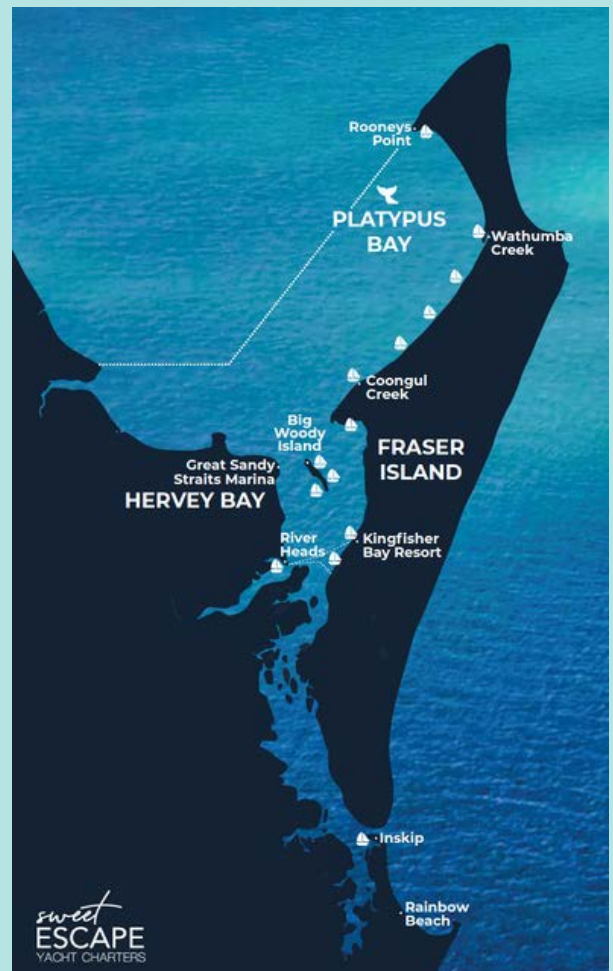 Rooneys
Point
PLATYPUS
BAY
Wathumba
Creek
Coongul
Creek
Big
Woody
Island
FRASER
ISLAND
Great Sandy
Straits Marina
HERVEY BAY
River
Heads
Kingfisher
Bay Resort
Inskip
Rainbow
Beach
sweet
ESCAPE
YACHT CHARTERS